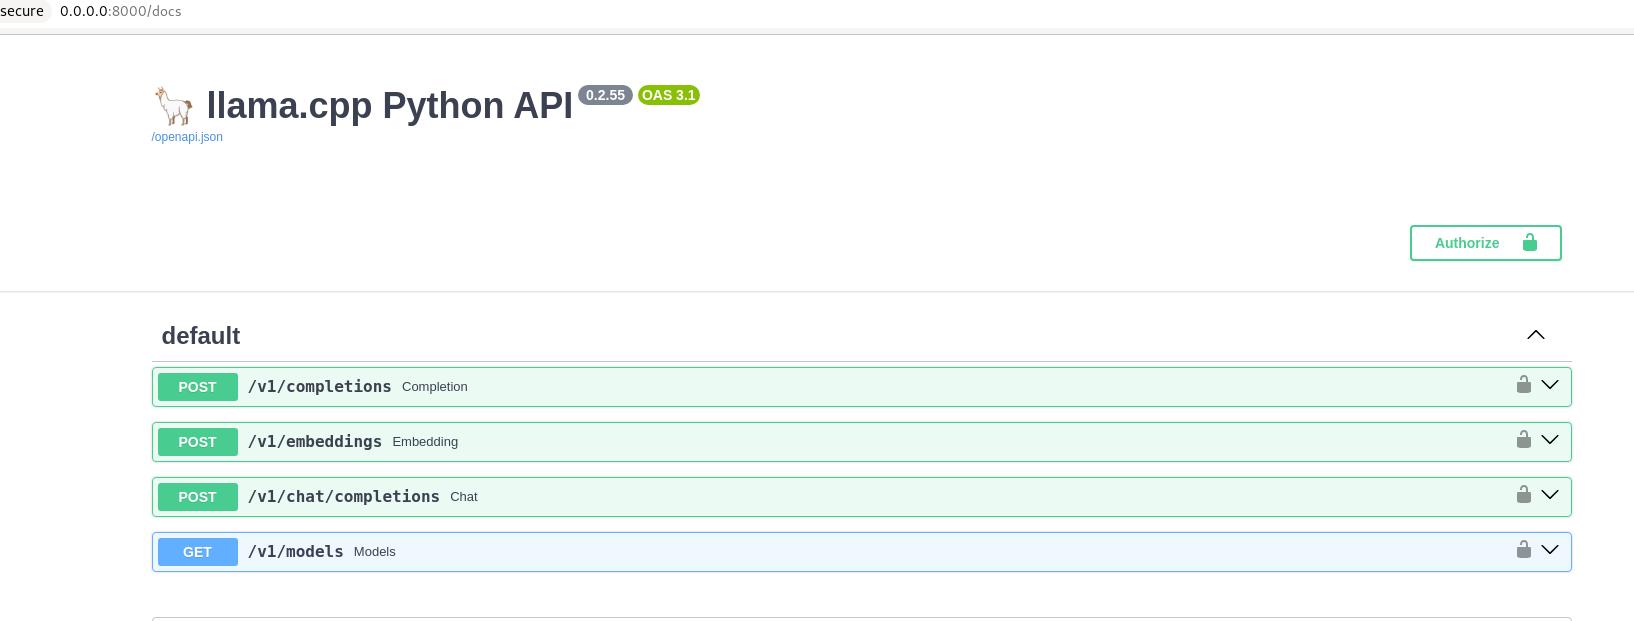 secure 0.0.0.0:8000/docs
llama.cpp Python API 0.2.55 OAS 3.1
/openapi.json
Authorize
default
POST /v1/completions Completion
POST /v1/embeddings Embedding
POST /v1/chat/completions Chat
GET /v1/models Models